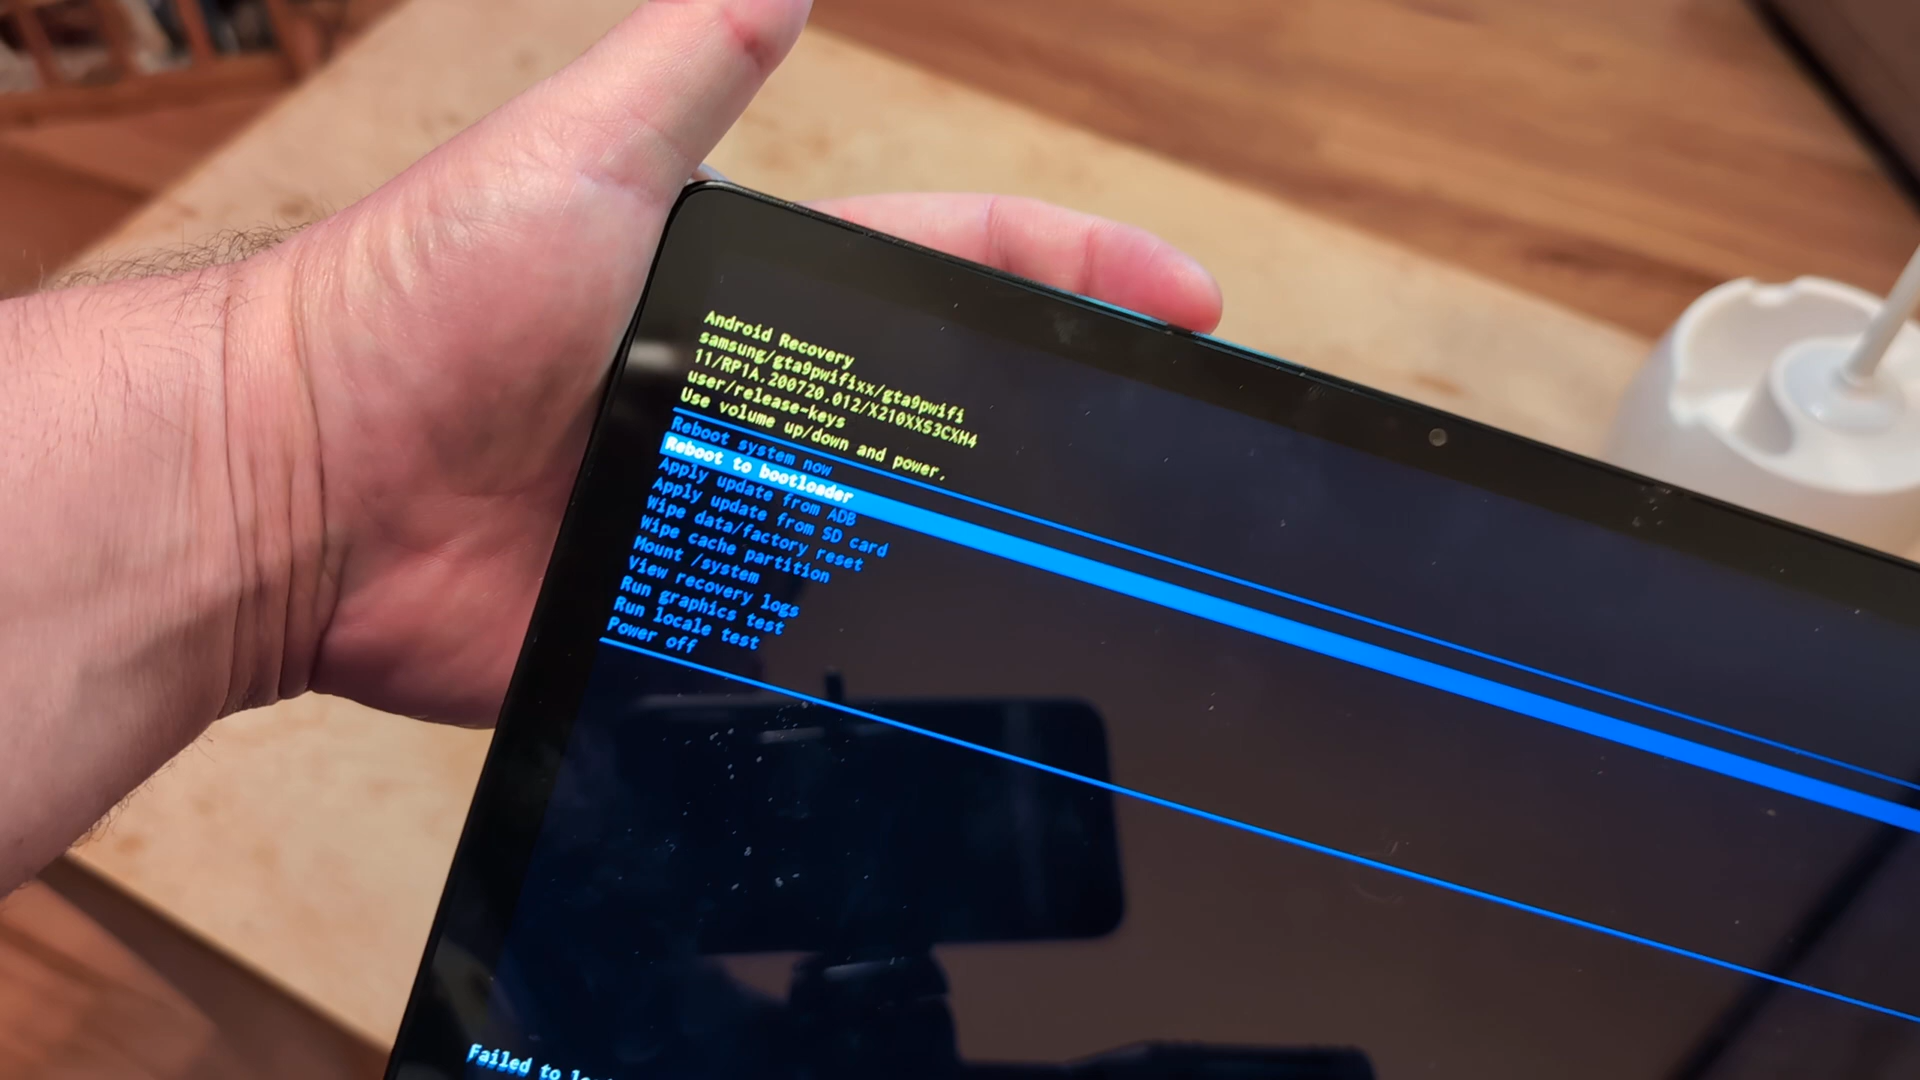 Android Recovery
samsung/gta9pwifixx/gta9pwifi
11/RP1A.200720.012/X210XXS3CXH4
user/release-keys
Use volume up/down and power.
Reboot system now
Reboot to bootloader
Apply update from ADB
Apply update from SD card
Wipe data/factory reset
Wipe cache partition
Mount /system
View recovery logs
Run graphics test
Run locale test
Power off
Failed to